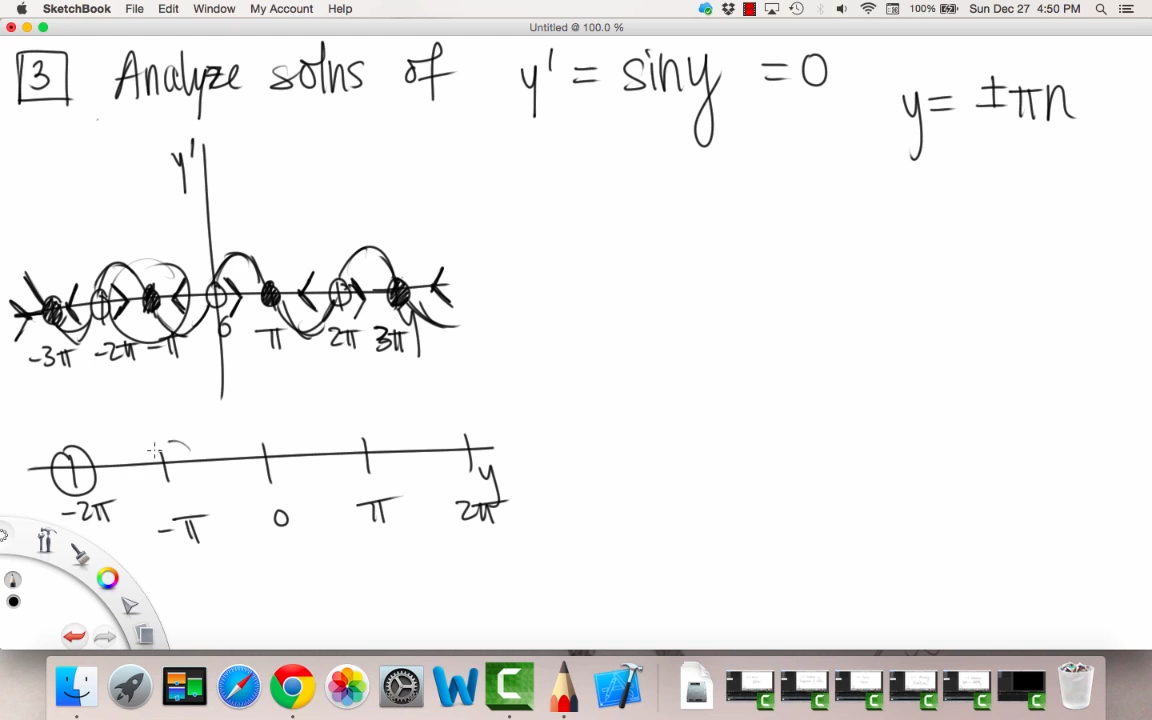 SketchBook File Edit Window My Account Help 100% Sun Dec 27 4:50 PM
Untitled @ 100.0 %
3 Analyze solns of y' = siny = 0 y = ±πn
y'
-3π -2π -π 0 π 2π 3π y
y
-2π -π 0 π 2π